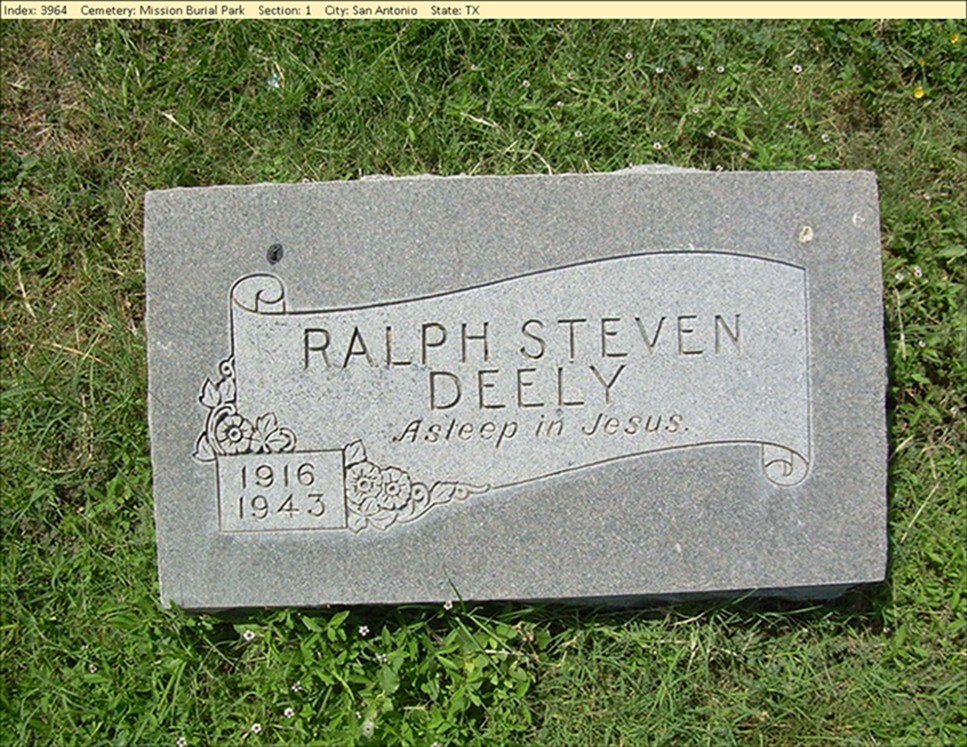 Index: 3964 Cemetery: Mission Burial Park Section: 1 City: San Antonio State: TX
RALPH STEVEN
DEELY
Asleep in Jesus.
1916
1943